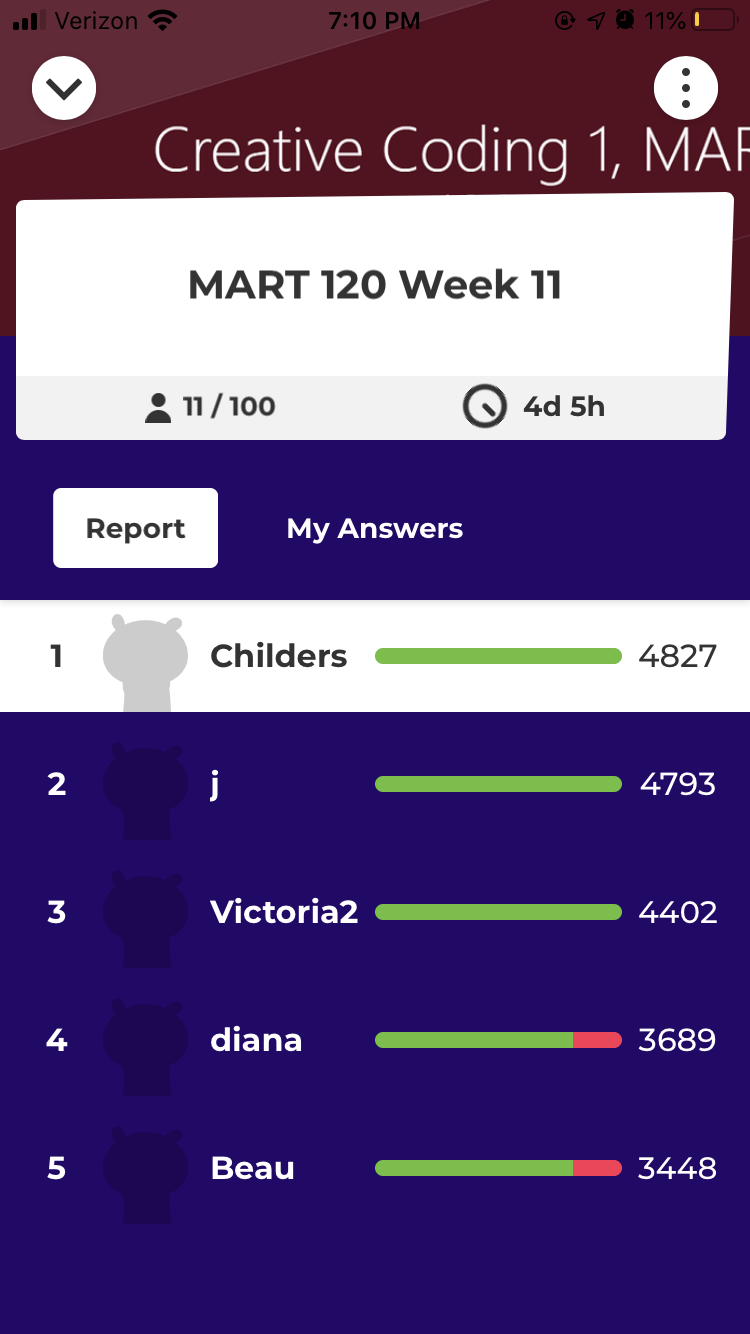 Verizon 7:10 PM 11%
Creative Coding 1, MAR
MART 120 Week 11
11 / 100 4d 5h
Report My Answers
1 Childers 4827
2 j 4793
3 Victoria2 4402
4 diana 3689
5 Beau 3448